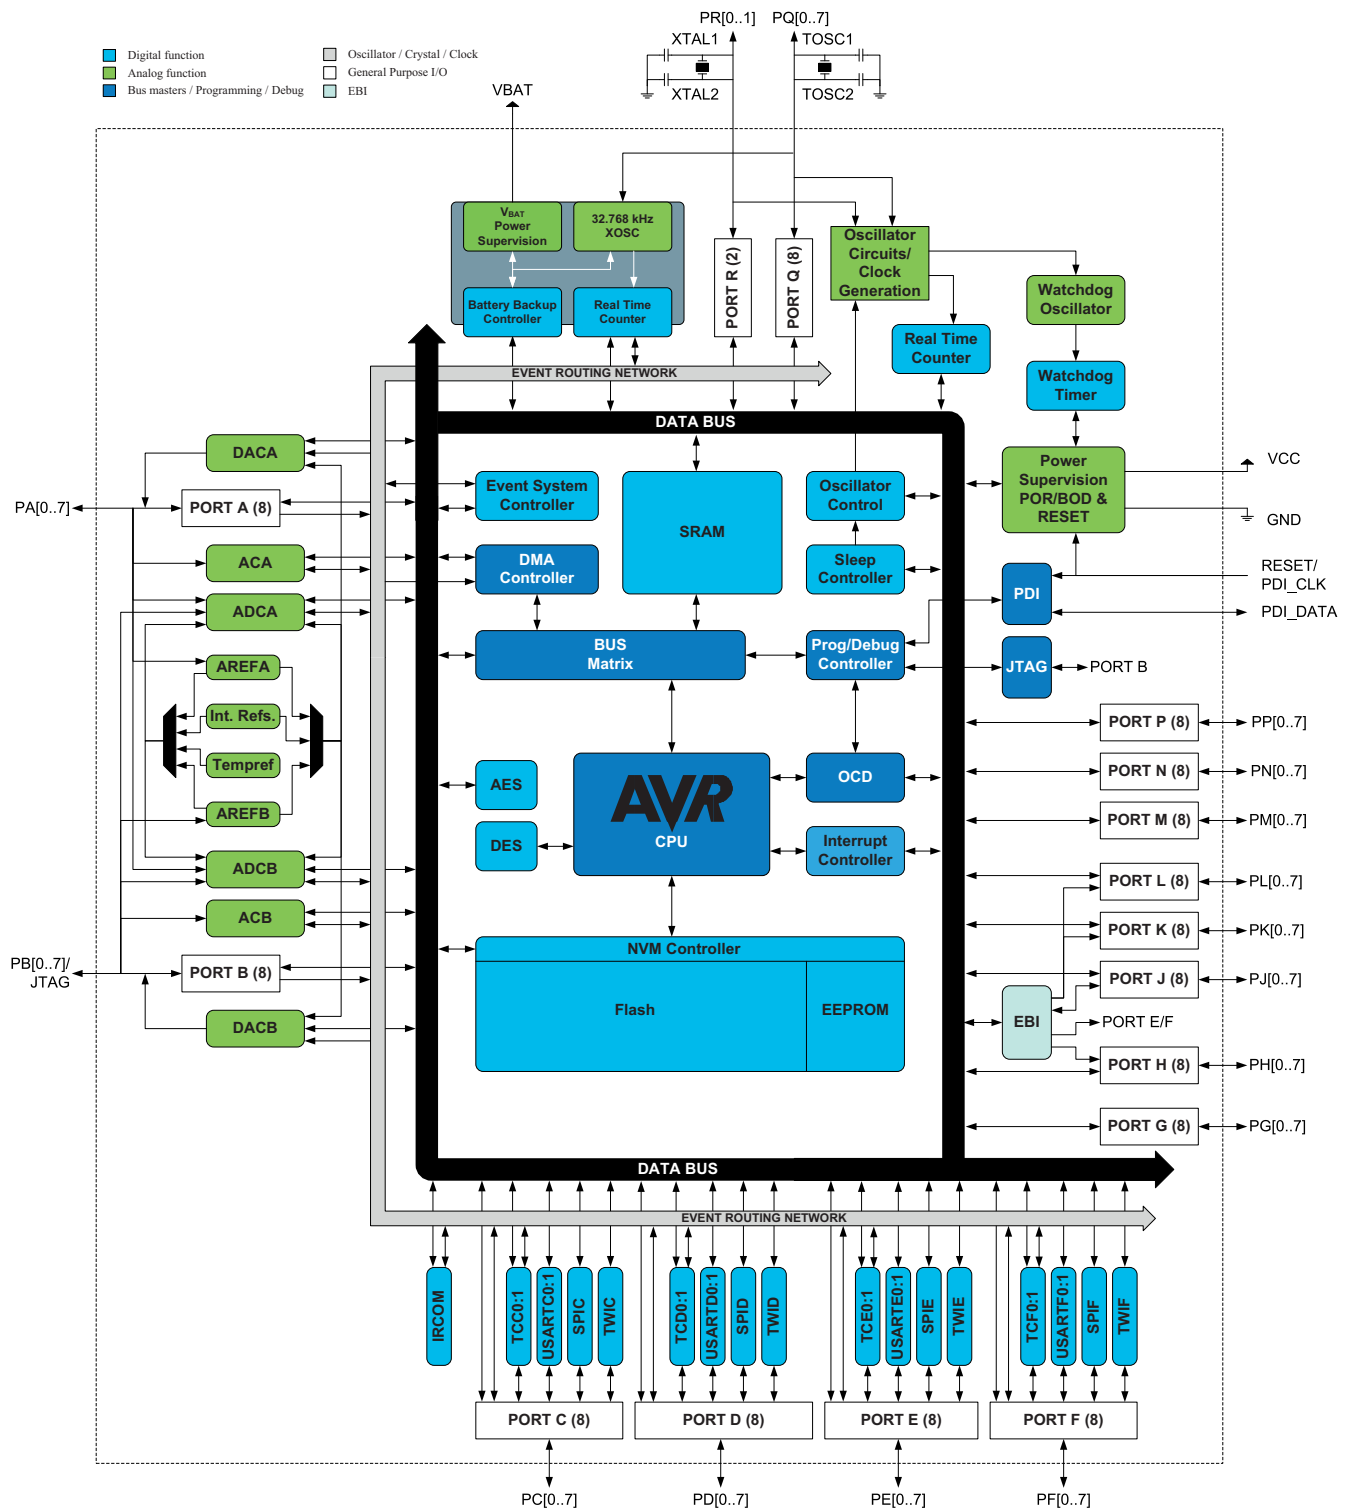 PR[0..1]
PQ[0..7]
XTAL1
TOSC1
XTAL2
TOSC2
Digital function
Analog function
Bus masters / Programming / Debug
Oscillator / Crystal / Clock
General Purpose I/O
EBI
VBAT
VBAT
Power
Supervision
32.768 kHz
XOSC
Battery Backup
Controller
Real Time
Counter
PORT R (2)
PORT Q (8)
Oscillator
Circuits/
Clock
Generation
Watchdog
Oscillator
Real Time
Counter
Watchdog
Timer
EVENT ROUTING NETWORK
DATA BUS
DACA
PORT A (8)
PA[0..7]
ACA
ADCA
AREFA
Int. Refs.
Tempref
AREFB
ADCB
ACB
PORT B (8)
PB[0..7]/
JTAG
DACB
Event System
Controller
SRAM
Oscillator
Control
DMA
Controller
Sleep
Controller
BUS
Matrix
Prog/Debug
Controller
AES
DES
AVR
CPU
OCD
Interrupt
Controller
NVM Controller
Flash
EEPROM
Power
Supervision
POR/BOD &
RESET
VCC
GND
RESET/
PDI_CLK
PDI
PDI_DATA
JTAG
PORT B
PORT P (8)
PP[0..7]
PORT N (8)
PN[0..7]
PORT M (8)
PM[0..7]
PORT L (8)
PL[0..7]
PORT K (8)
PK[0..7]
PORT J (8)
PJ[0..7]
EBI
PORT E/F
PORT H (8)
PH[0..7]
PORT G (8)
PG[0..7]
DATA BUS
EVENT ROUTING NETWORK
IRCOM
TCC0:1
USARTC0:1
SPIC
TWIC
TCD0:1
USARTD0:1
SPID
TWID
TCE0:1
USARTE0:1
SPIE
TWIE
TCF0:1
USARTF0:1
SPIF
TWIF
PORT C (8)
PORT D (8)
PORT E (8)
PORT F (8)
PC[0..7]
PD[0..7]
PE[0..7]
PF[0..7]